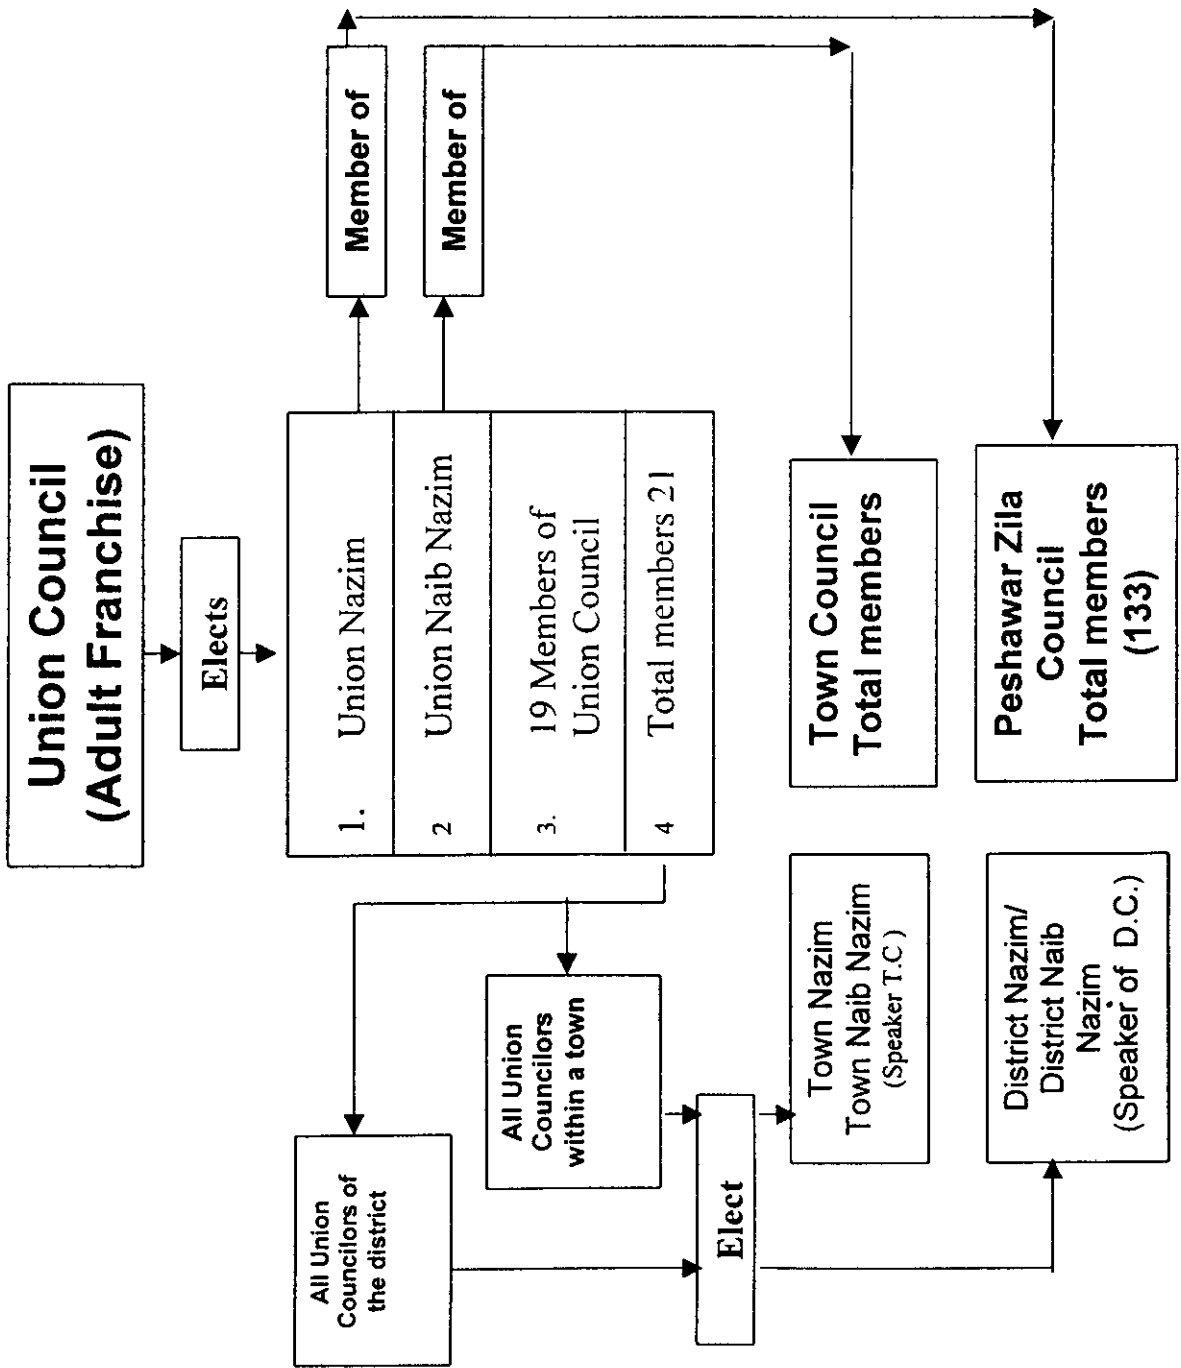 Union Council
(Adult Franchise)
Elects
1. Union Nazim
2 Union Naib Nazim
3. 19 Members of
Union Council
4 Total members 21
Member of
Member of
All Union
Councilors of
the district
All Union
Councilors
within a town
Elect
Town Nazim
Town Naib Nazim
(Speaker T.C)
Town Council
Total members
District Nazim/
District Naib
Nazim
(Speaker of D.C.)
Peshawar Zila
Council
Total members
(133)